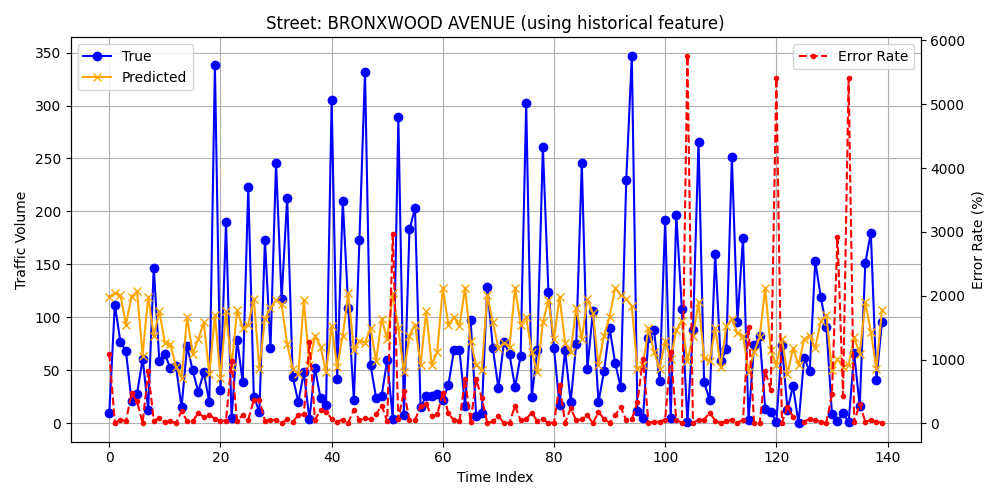 Street: BRONXWOOD AVENUE (using historical feature)
True
Predicted
Error Rate
Traffic Volume
350
300
250
200
150
100
50
0
6000
5000
4000
3000
2000
1000
0
Error Rate (%)
0 20 40 60 80 100 120 140
Time Index